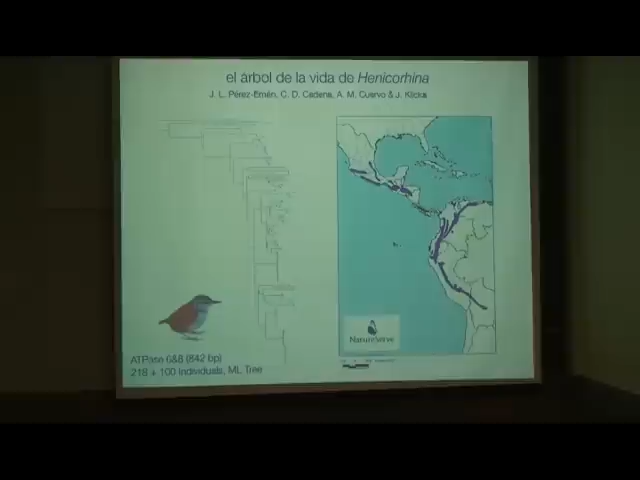 el árbol de la vida de Henicorhina
J. L. Pérez-Emán, C. D. Cadena, A. M. Cuervo & J. Klicka
NatureServe
ATPase 6&8 (842 bp)
218 + 100 Individuals, ML Tree